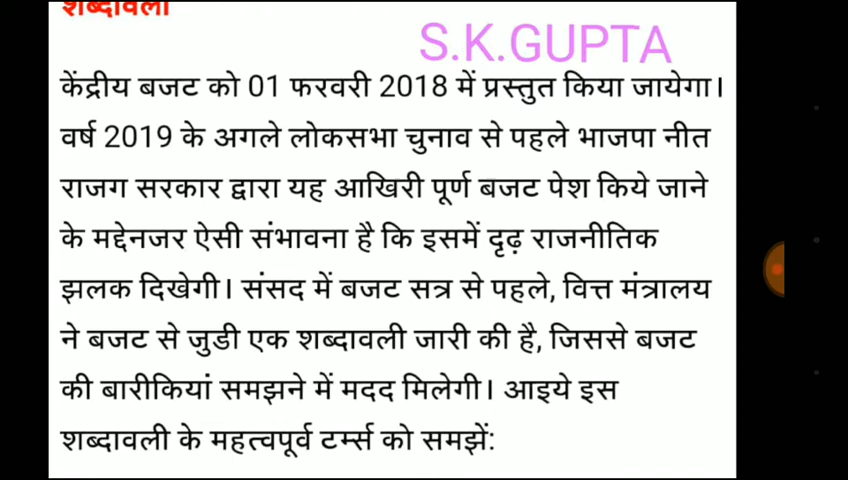 शब्दावली
S.K.GUPTA
केंद्रीय बजट को 01 फरवरी 2018 में प्रस्तुत किया जायेगा।
वर्ष 2019 के अगले लोकसभा चुनाव से पहले भाजपा नीत
राजग सरकार द्वारा यह आखिरी पूर्ण बजट पेश किये जाने
के मद्देनजर ऐसी संभावना है कि इसमें दृढ़ राजनीतिक
झलक दिखेगी। संसद में बजट सत्र से पहले, वित्त मंत्रालय
ने बजट से जुडी एक शब्दावली जारी की है, जिससे बजट
की बारीकियां समझने में मदद मिलेगी। आइये इस
शब्दावली के महत्वपूर्व टर्म्स को समझें: